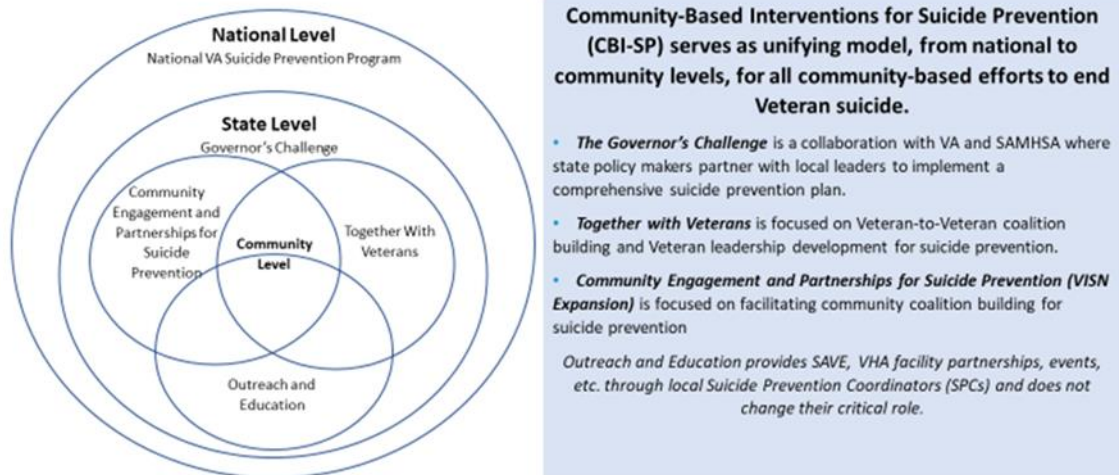 National Level
National VA Suicide Prevention Program
State Level
Governor's Challenge
Community
Engagement and
Partnerships for
Suicide
Prevention
Community
Level
Together With
Veterans
Outreach and
Education
Community-Based Interventions for Suicide Prevention
(CBI-SP) serves as unifying model, from national to
community levels, for all community-based efforts to end
Veteran suicide.
• The Governor's Challenge is a collaboration with VA and SAMHSA where
state policy makers partner with local leaders to implement a
comprehensive suicide prevention plan.
• Together with Veterans is focused on Veteran-to-Veteran coalition
building and Veteran leadership development for suicide prevention.
• Community Engagement and Partnerships for Suicide Prevention (VISN
Expansion) is focused on facilitating community coalition building for
suicide prevention
Outreach and Education provides SAVE, VHA facility partnerships, events,
etc. through local Suicide Prevention Coordinators (SPCs) and does not
change their critical role.